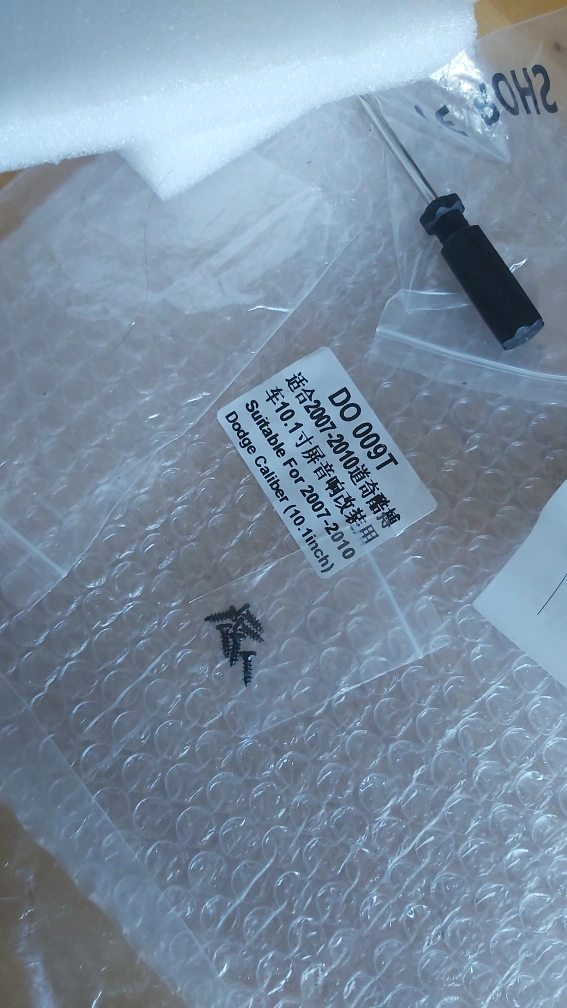 DO 009T
适合2007-2010道奇酷博
车10.1寸屏音响改装用
Suitable For 2007-2010
Dodge Caliber (10.1inch)
SHO